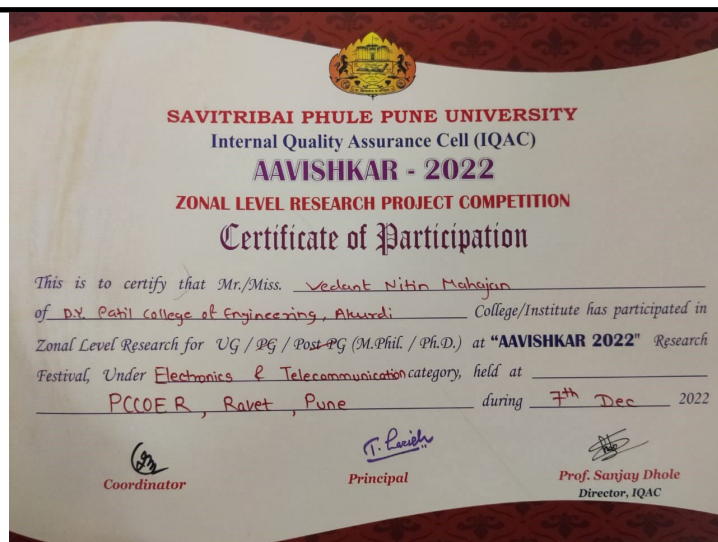 SAVITRIBAI PHULE PUNE UNIVERSITY
Internal Quality Assurance Cell (IQAC)
AAVISHKAR - 2022
ZONAL LEVEL RESEARCH PROJECT COMPETITION
Certificate of Participation
This is to certify that Mr./Miss. Vedant Nitin Mahajan
of D.Y. Patil College of Engineering, Akurdi College/Institute has participated in
Zonal Level Research for UG / PG / Post PG (M.Phil. / Ph.D.) at "AAVISHKAR 2022" Research
Festival, Under Electronics & Telecommunication category, held at
PCCOER, Ravet, Pune during 7th Dec 2022
Coordinator
Principal
Prof. Sanjay Dhole
Director, IQAC